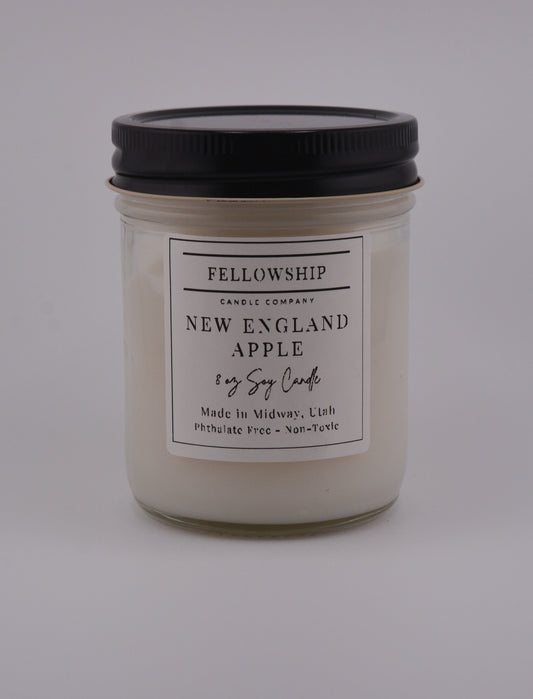 FELLOWSHIP
CANDLE COMPANY
NEW ENGLAND
APPLE
8 oz Soy Candle
Made in Midway, Utah
Phthalate Free - Non-Toxic